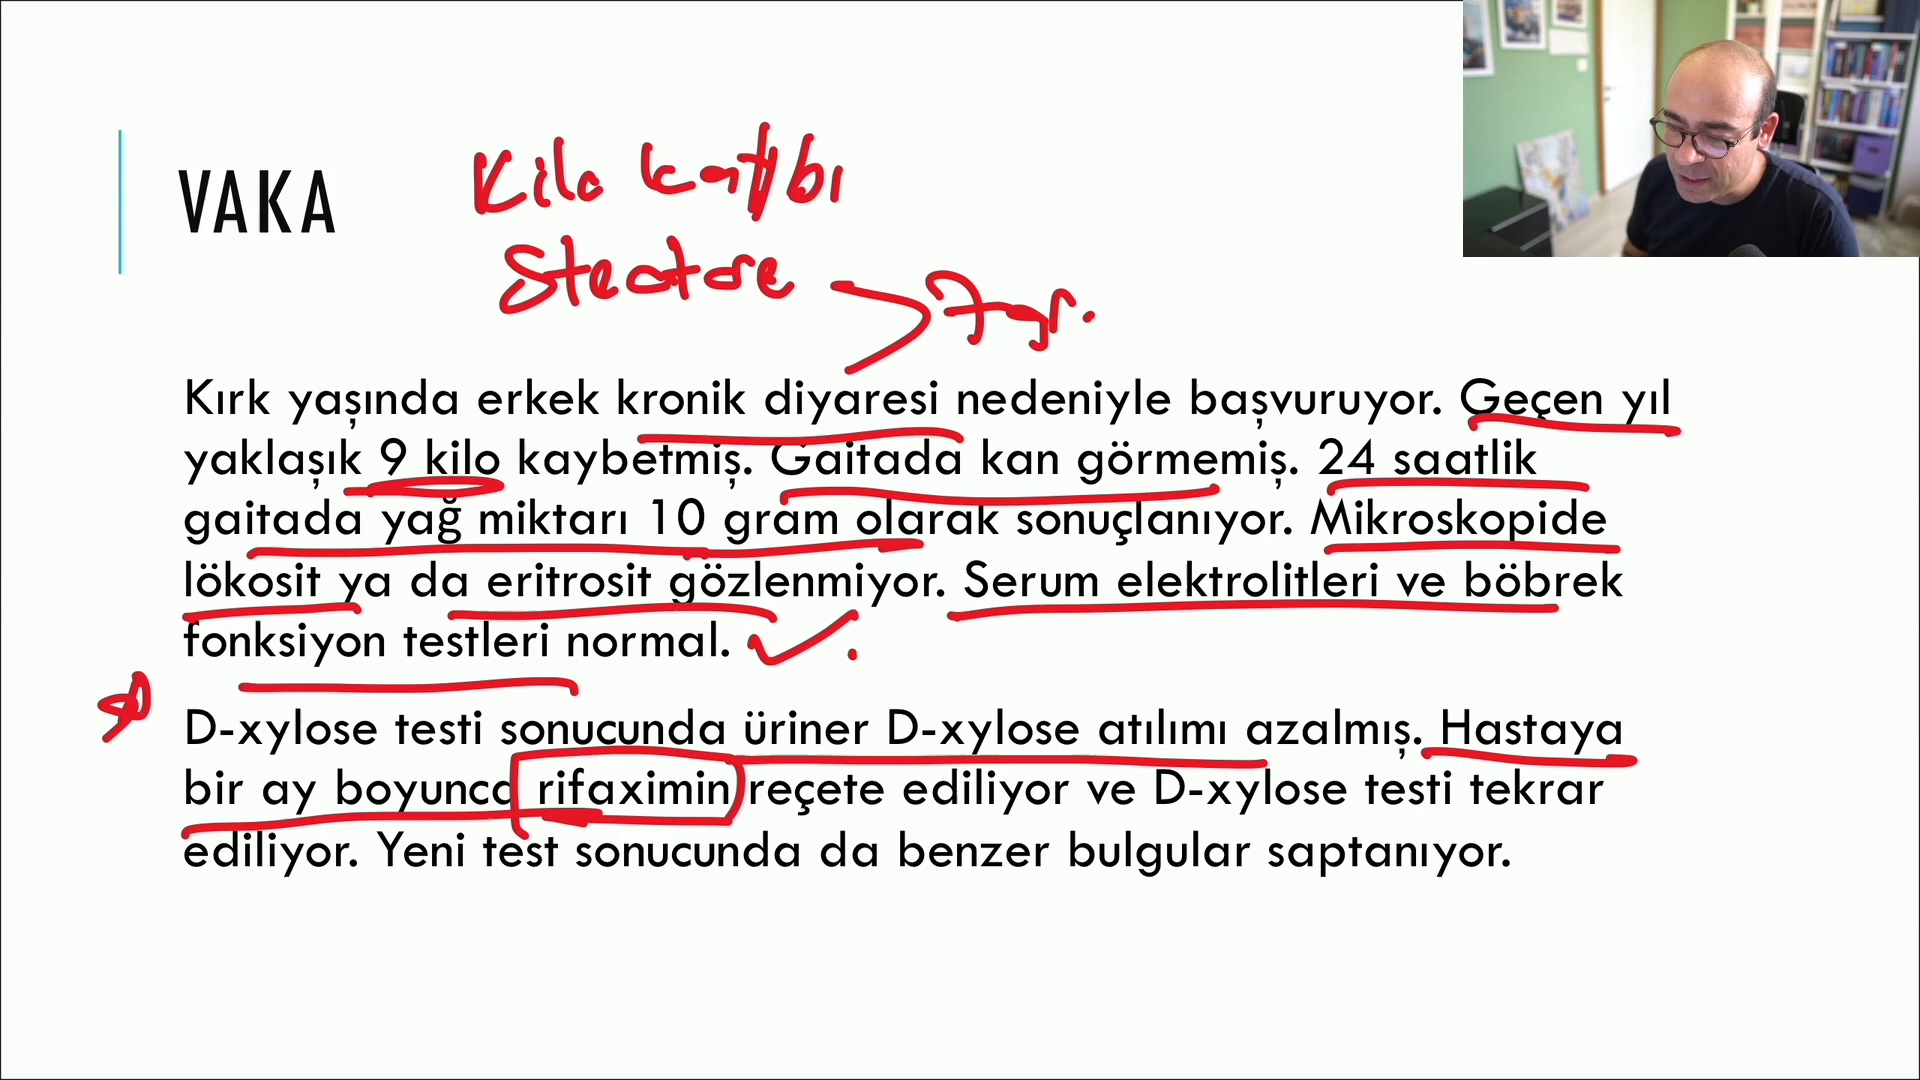 VAKA
Kilo kaybı
Steatore
7 gr.
Kırk yaşında erkek kronik diyaresi nedeniyle başvuruyor. Geçen yıl
yaklaşık 9 kilo kaybetmiş. Gaitada kan görmemiş. 24 saatlik
gaitada yağ miktarı 10 gram olarak sonuçlanıyor. Mikroskopide
lökosit ya da eritrosit gözlenmiyor. Serum elektrolitleri ve böbrek
fonksiyon testleri normal.
D-xylose testi sonucunda üriner D-xylose atılımı azalmış. Hastaya
bir ay boyunca rifaximin reçete ediliyor ve D-xylose testi tekrar
ediliyor. Yeni test sonucunda da benzer bulgular saptanıyor.